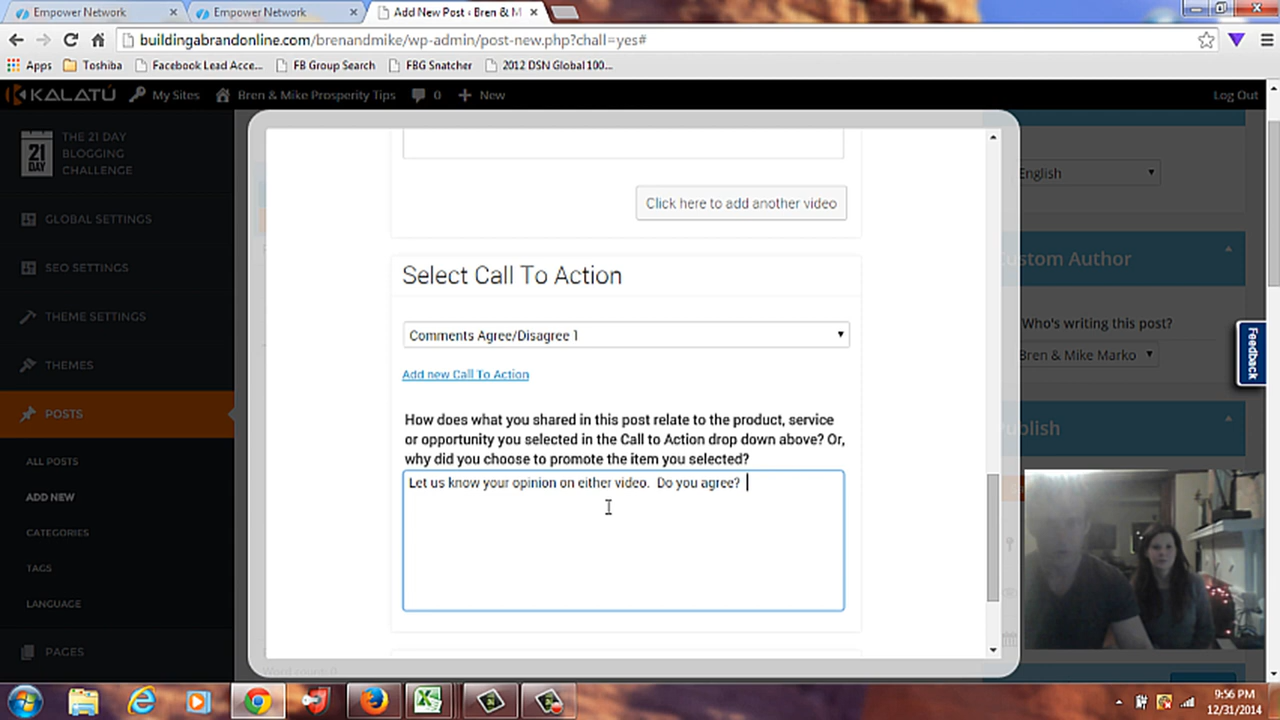 Empower Network
Empower Network
Add New Post ‹ Bren & M
buildingabrandonline.com/brenandmike/wp-admin/post-new.php?chall=yes#
Apps
Toshiba
Facebook Lead Acce...
FB Group Search
FBG Snatcher
2012 DSN Global 100...
KALATU
My Sites
Bren & Mike Prosperity Tips
0
New
Log Out
21
DAY
THE 21 DAY
BLOGGING
CHALLENGE
GLOBAL SETTINGS
SEO SETTINGS
THEME SETTINGS
THEMES
POSTS
ALL POSTS
ADD NEW
CATEGORIES
TAGS
LANGUAGE
PAGES
Click here to add another video
Select Call To Action
Comments Agree/Disagree 1
Add new Call To Action
How does what you shared in this post relate to the product, service
or opportunity you selected in the Call to Action drop down above? Or,
why did you choose to promote the item you selected?
Let us know your opinion on either video.  Do you agree?
English
ustom Author
Who's writing this post?
Bren & Mike Marko
ublish
Feedback
Word count: 0
9:56 PM
12/31/2014